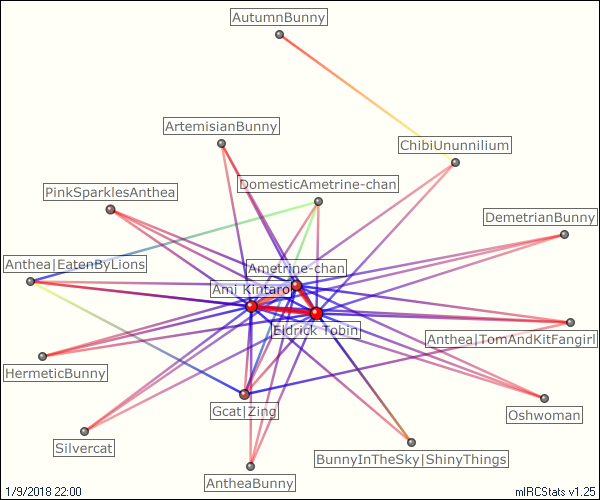 AutumnBunny
ArtemisianBunny
ChibiUnunnilium
DomesticAmetrine-chan
PinkSparklesAnthea
DemetrianBunny
Anthea|EatenByLions
Ametrine-chan
Ami Kintaro
Eldrick Tobin
Anthea|TomAndKitFangirl
HermeticBunny
Gcat|Zing
Oshwoman
Silvercat
BunnyInTheSky|ShinyThings
AntheaBunny
1/9/2018 22:00
mIRCStats v1.25